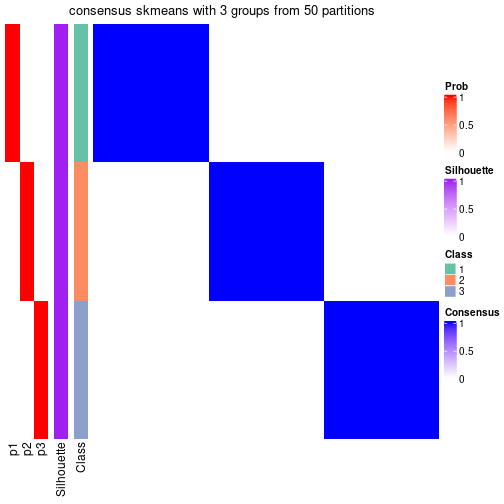 consensus skmeans with 3 groups from 50 partitions
p1
p2
p3
Silhouette
Class
Prob
1
0.5
0
Silhouette
1
0.5
0
Class
1
2
3
Consensus
1
0.5
0